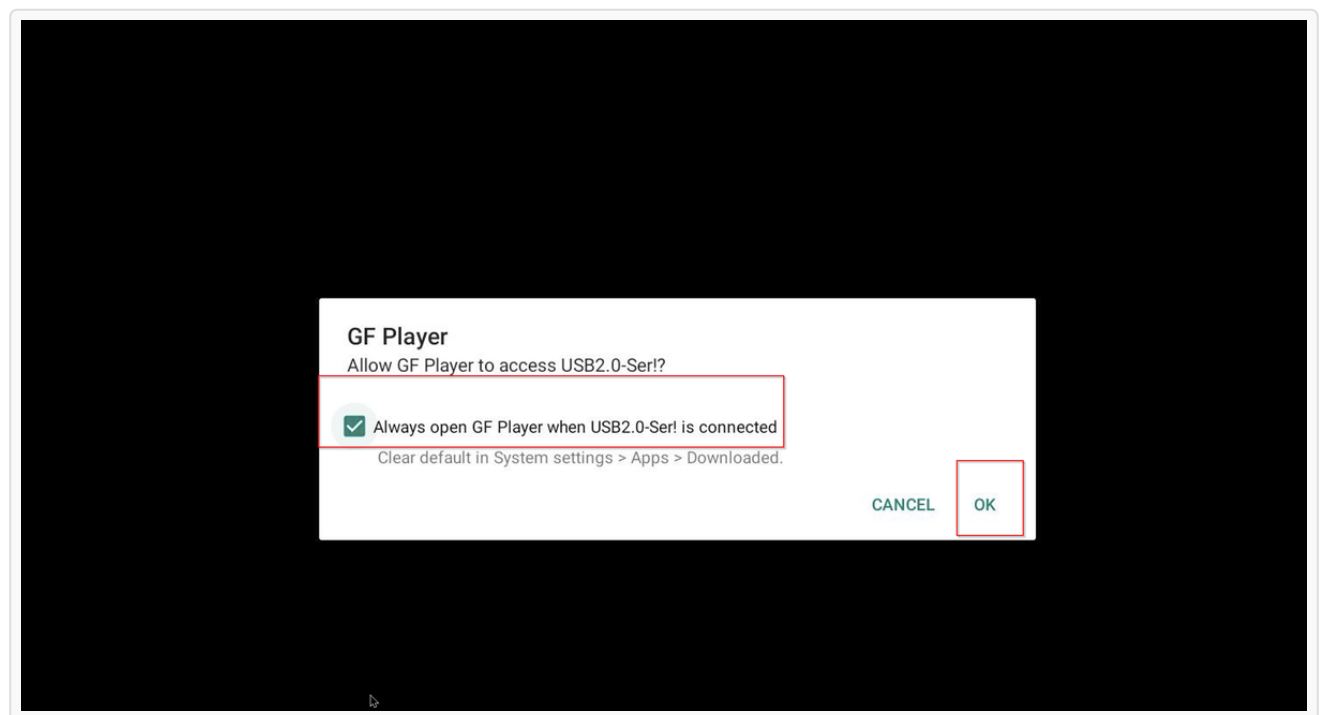 GF Player
Allow GF Player to access USB2.0-Ser!?
Always open GF Player when USB2.0-Ser! is connected
Clear default in System settings > Apps > Downloaded.
CANCEL OK